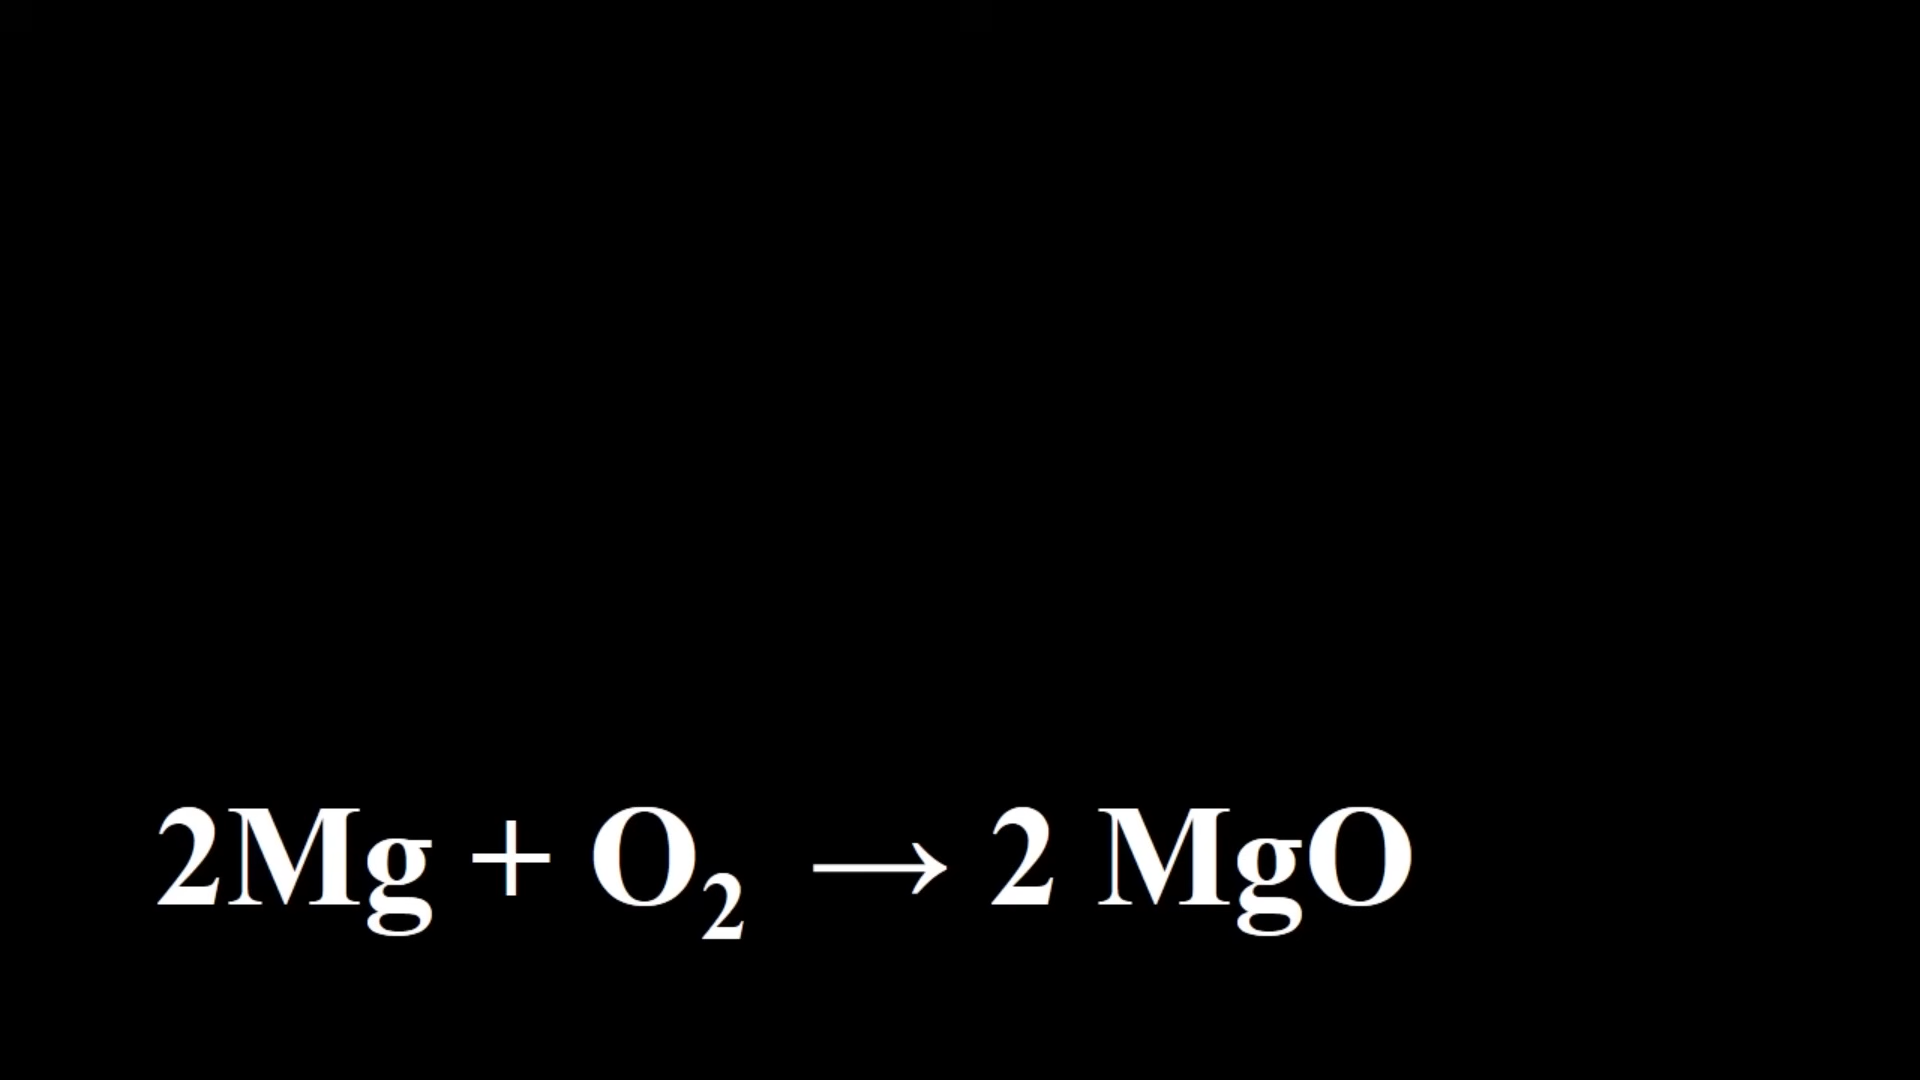 2Mg + O₂ → 2 MgO